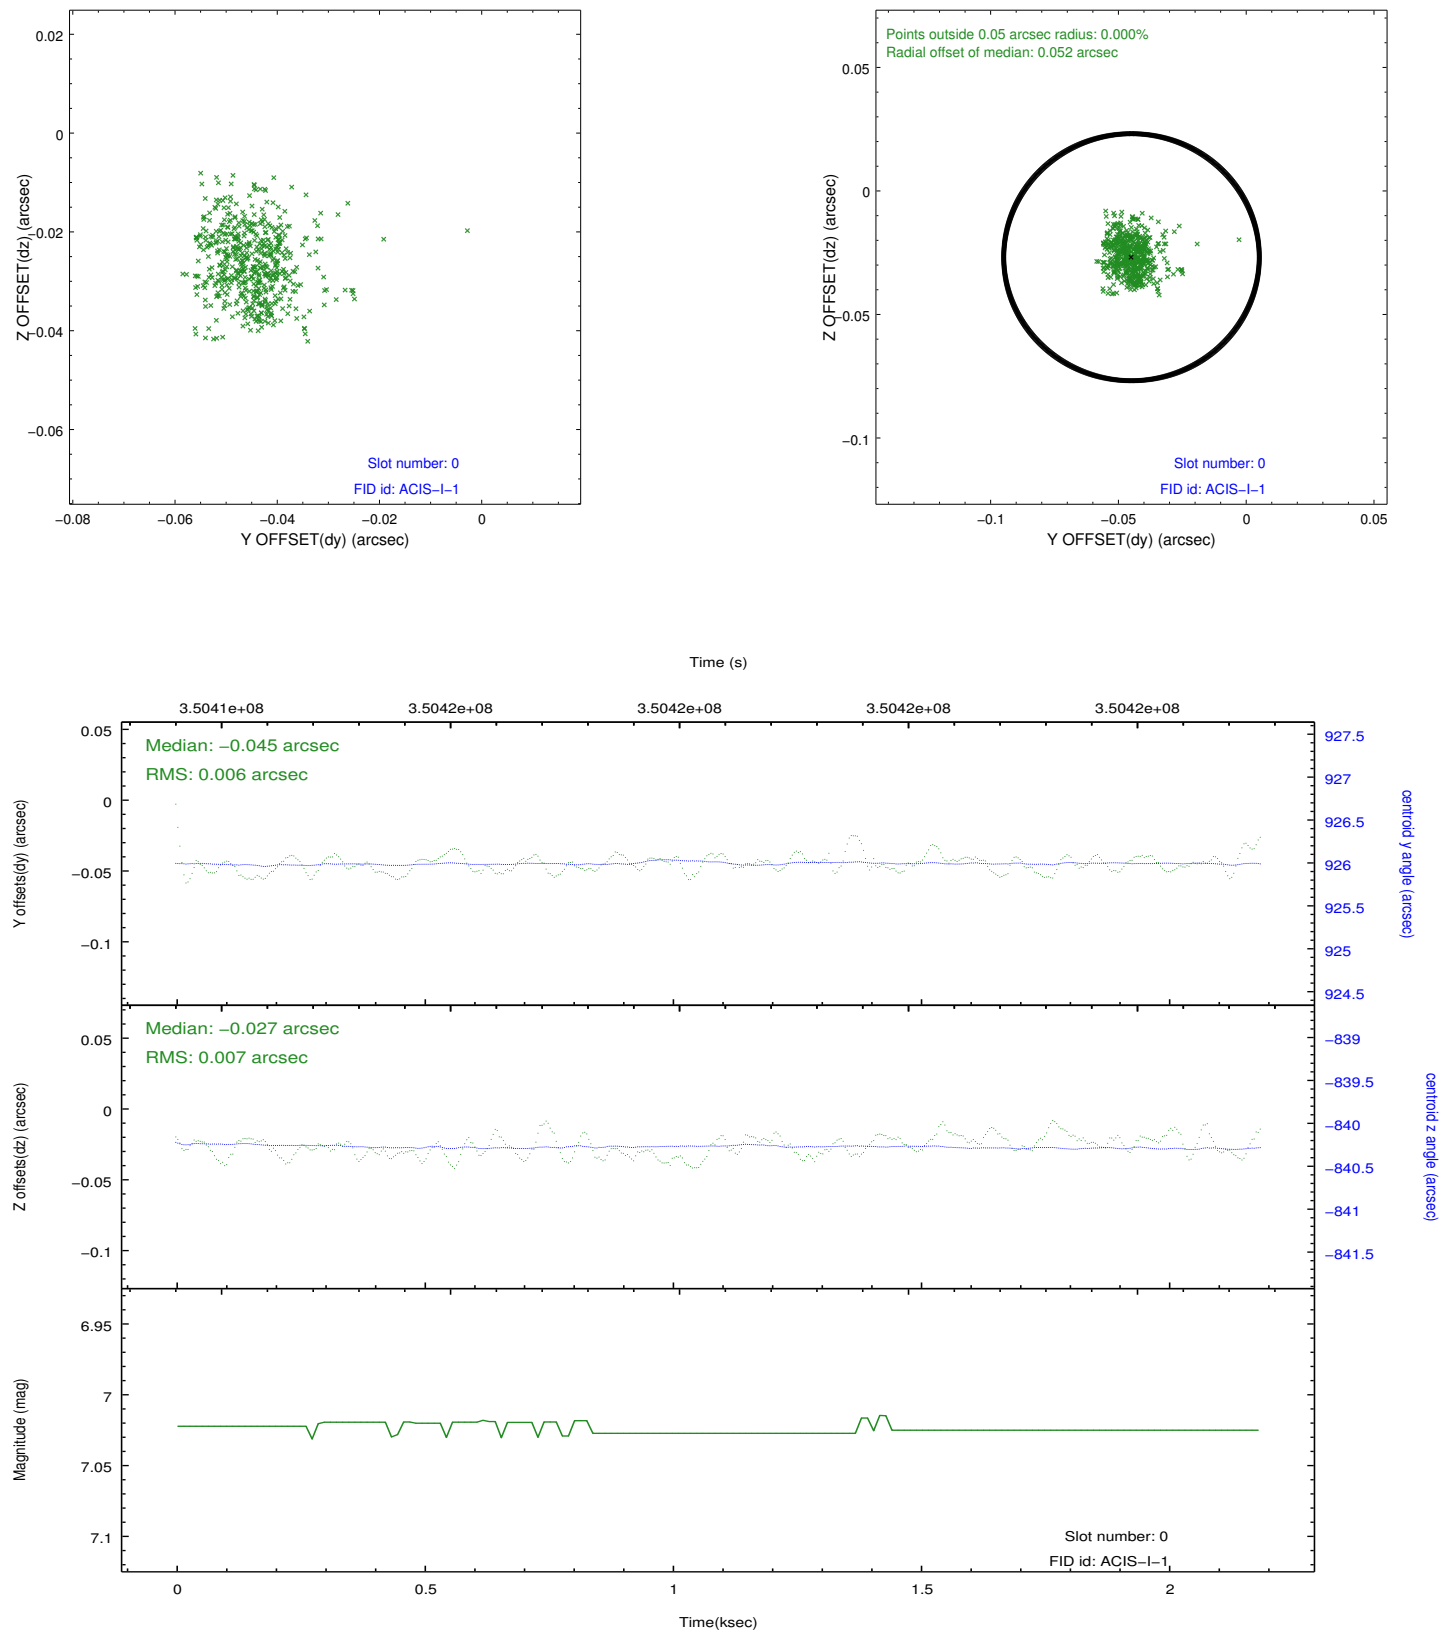 0.02
0
−0.02
−0.04
−0.06
Z OFFSET(dz) (arcsec)
Slot number: 0
FID id: ACIS−I−1
−0.08 −0.06 −0.04 −0.02 0
Y OFFSET(dy) (arcsec)
Points outside 0.05 arcsec radius: 0.000%
Radial offset of median: 0.052 arcsec
0.05
0
−0.05
−0.1
Z OFFSET(dz) (arcsec)
Slot number: 0
FID id: ACIS−I−1
−0.1 −0.05 0 0.05
Y OFFSET(dy) (arcsec)
Time (s)
3.5041e+08 3.5042e+08 3.5042e+08 3.5042e+08 3.5042e+08
Median: −0.045 arcsec
RMS: 0.006 arcsec
0.05
0
−0.05
−0.1
Y offsets(dy) (arcsec)
927.5
927
926.5
926
925.5
925
924.5
centroid y angle (arcsec)
Median: −0.027 arcsec
RMS: 0.007 arcsec
0.05
0
−0.05
−0.1
Z offsets(dz) (arcsec)
−839
−839.5
−840
−840.5
−841
−841.5
centroid z angle (arcsec)
6.95
7
7.05
7.1
Magnitude (mag)
Slot number: 0
FID id: ACIS−I−1
0 0.5 1 1.5 2
Time(ksec)